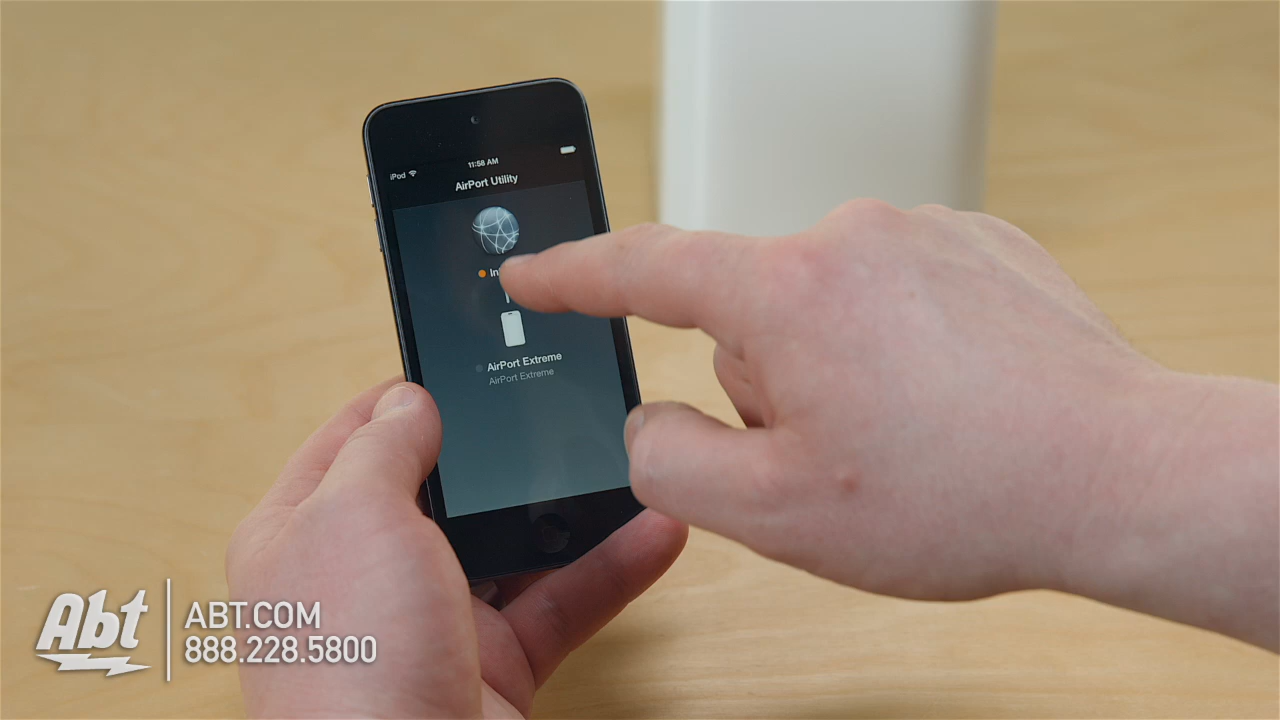 iPod
11:58 AM
AirPort Utility
AirPort Extreme
AirPort Extreme
Abt
ABT.COM
888.228.5800